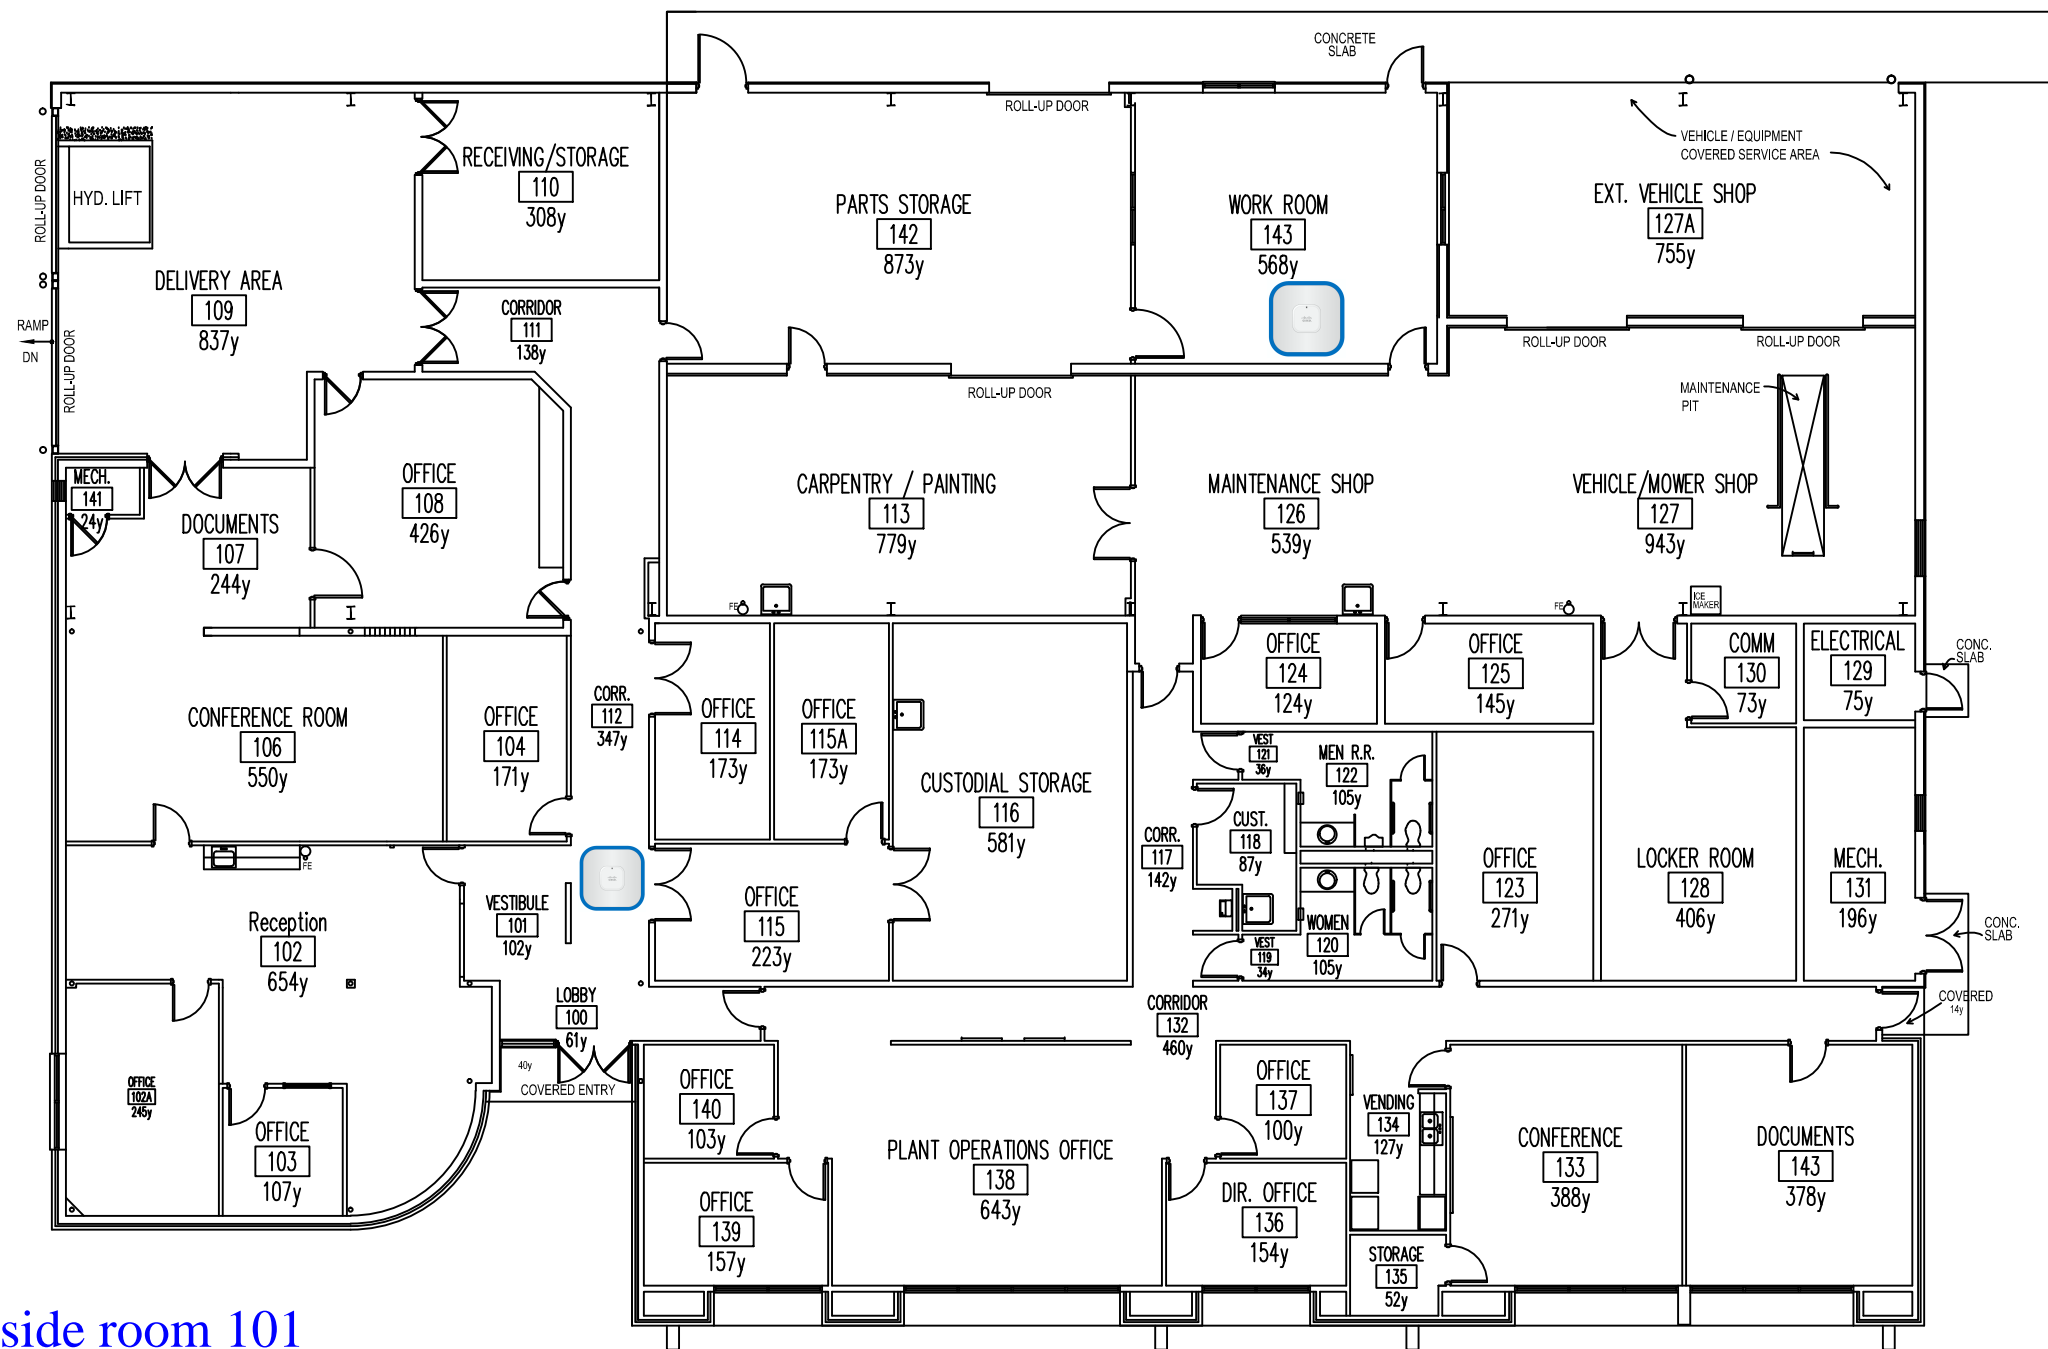 CONCRETE
SLAB
ROLL-UP DOOR
VEHICLE / EQUIPMENT
COVERED SERVICE AREA
ROLL-UP DOOR
HYD. LIFT
RECEIVING/STORAGE
110
308y
PARTS STORAGE
142
873y
WORK ROOM
143
568y
EXT. VEHICLE SHOP
127A
755y
DELIVERY AREA
109
837y
RAMP
DN
ROLL-UP DOOR
CORRIDOR
111
138y
ROLL-UP DOOR
ROLL-UP DOOR
ROLL-UP DOOR
MAINTENANCE
PIT
MECH.
141
24y
DOCUMENTS
107
244y
OFFICE
108
426y
CARPENTRY / PAINTING
113
779y
MAINTENANCE SHOP
126
539y
VEHICLE/MOWER SHOP
127
943y
FE
FE
ICE
MAKER
CONFERENCE ROOM
106
550y
OFFICE
104
171y
CORR.
112
347y
OFFICE
114
173y
OFFICE
115A
173y
CUSTODIAL STORAGE
116
581y
OFFICE
124
124y
OFFICE
125
145y
COMM
130
73y
ELECTRICAL
129
75y
CONC.
SLAB
VEST
121
36y
MEN R.R.
122
105y
CUST.
118
87y
CORR.
117
142y
OFFICE
123
271y
LOCKER ROOM
128
406y
MECH.
131
196y
FE
Reception
102
654y
VESTIBULE
101
102y
OFFICE
115
223y
WOMEN
120
105y
VEST
119
34y
CONC.
SLAB
LOBBY
100
61y
CORRIDOR
132
460y
COVERED
14y
40y
COVERED ENTRY
OFFICE
102A
245y
OFFICE
103
107y
OFFICE
140
103y
OFFICE
139
157y
PLANT OPERATIONS OFFICE
138
643y
OFFICE
137
100y
DIR. OFFICE
136
154y
VENDING
134
127y
STORAGE
135
52y
CONFERENCE
133
388y
DOCUMENTS
143
378y
side room 101